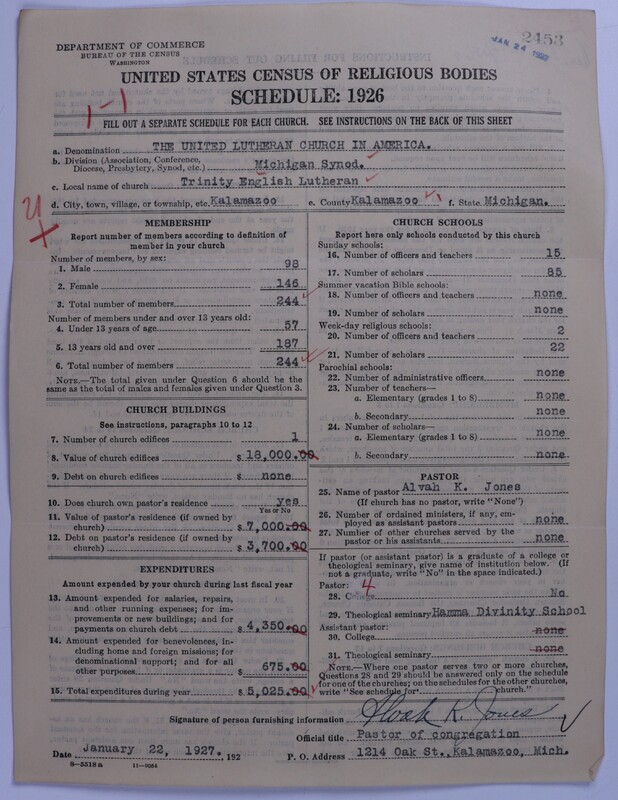 DEPARTMENT OF COMMERCE
BUREAU OF THE CENSUS
WASHINGTON
JAN 24 1927
2453
UNITED STATES CENSUS OF RELIGIOUS BODIES
SCHEDULE: 1926
1-1
FILL OUT A SEPARATE SCHEDULE FOR EACH CHURCH. SEE INSTRUCTIONS ON THE BACK OF THIS SHEET
a. Denomination THE UNITED LUTHERAN CHURCH IN AMERICA.
b. Division (Association, Conference, Diocese, Presbytery, Synod, etc.) Michigan Synod.
c. Local name of church Trinity English Lutheran
d. City, town, village, or township, etc. Kalamazoo e. County Kalamazoo f. State Michigan.
MEMBERSHIP
Report number of members according to definition of
member in your church
Number of members, by sex:
1. Male 98
2. Female 146
3. Total number of members 244
Number of members under and over 13 years old:
4. Under 13 years of age 57
5. 13 years old and over 187
6. Total number of members 244
NOTE.—The total given under Question 6 should be the
same as the total of males and females given under Question 3.
CHURCH BUILDINGS
See instructions, paragraphs 10 to 12
7. Number of church edifices 1
8. Value of church edifices $ 18,000.00
9. Debt on church edifices $ none
10. Does church own pastor's residence yes
Yes or No
11. Value of pastor's residence (if owned by
church) $ 7,000.00
12. Debt on pastor's residence (if owned by
church) $ 3,700.00
EXPENDITURES
Amount expended by your church during last fiscal year
13. Amount expended for salaries, repairs,
and other running expenses; for im-
provements or new buildings; and for
payments on church debt $ 4,350.00
14. Amount expended for benevolences, in-
cluding home and foreign missions; for
denominational support; and for all
other purposes $ 675.00
15. Total expenditures during year $ 5,025.00
CHURCH SCHOOLS
Report here only schools conducted by this church
Sunday schools:
16. Number of officers and teachers 15
17. Number of scholars 85
Summer vacation Bible schools:
18. Number of officers and teachers none
19. Number of scholars none
Week-day religious schools:
20. Number of officers and teachers 2
21. Number of scholars 22
Parochial schools:
22. Number of administrative officers none
23. Number of teachers—
a. Elementary (grades 1 to 8) none
b. Secondary none
24. Number of scholars—
a. Elementary (grades 1 to 8) none
b. Secondary none
PASTOR
25. Name of pastor Alvah K. Jones
(If church has no pastor, write "None")
26. Number of ordained ministers, if any, em-
ployed as assistant pastors none
27. Number of other churches served by the
pastor or his assistants none
If pastor (or assistant pastor) is a graduate of a college or
theological seminary, give name of institution below. (If
not a graduate, write "No" in the space indicated.)
Pastor: 4
28. College No
29. Theological seminary Hamma Divinity School
Assistant pastor:
30. College none
31. Theological seminary none
NOTE.—Where one pastor serves two or more churches,
Questions 28 and 29 should be answered only on the schedule
for one of the churches; on the schedules for the other churches,
write "See schedule for church."
Signature of person furnishing information Alvah K. Jones
Official title Pastor of congregation
Date January 22, 1927. 192 P. O. Address 1214 Oak St., Kalamazoo, Mich.
8-5518 a 11-9264